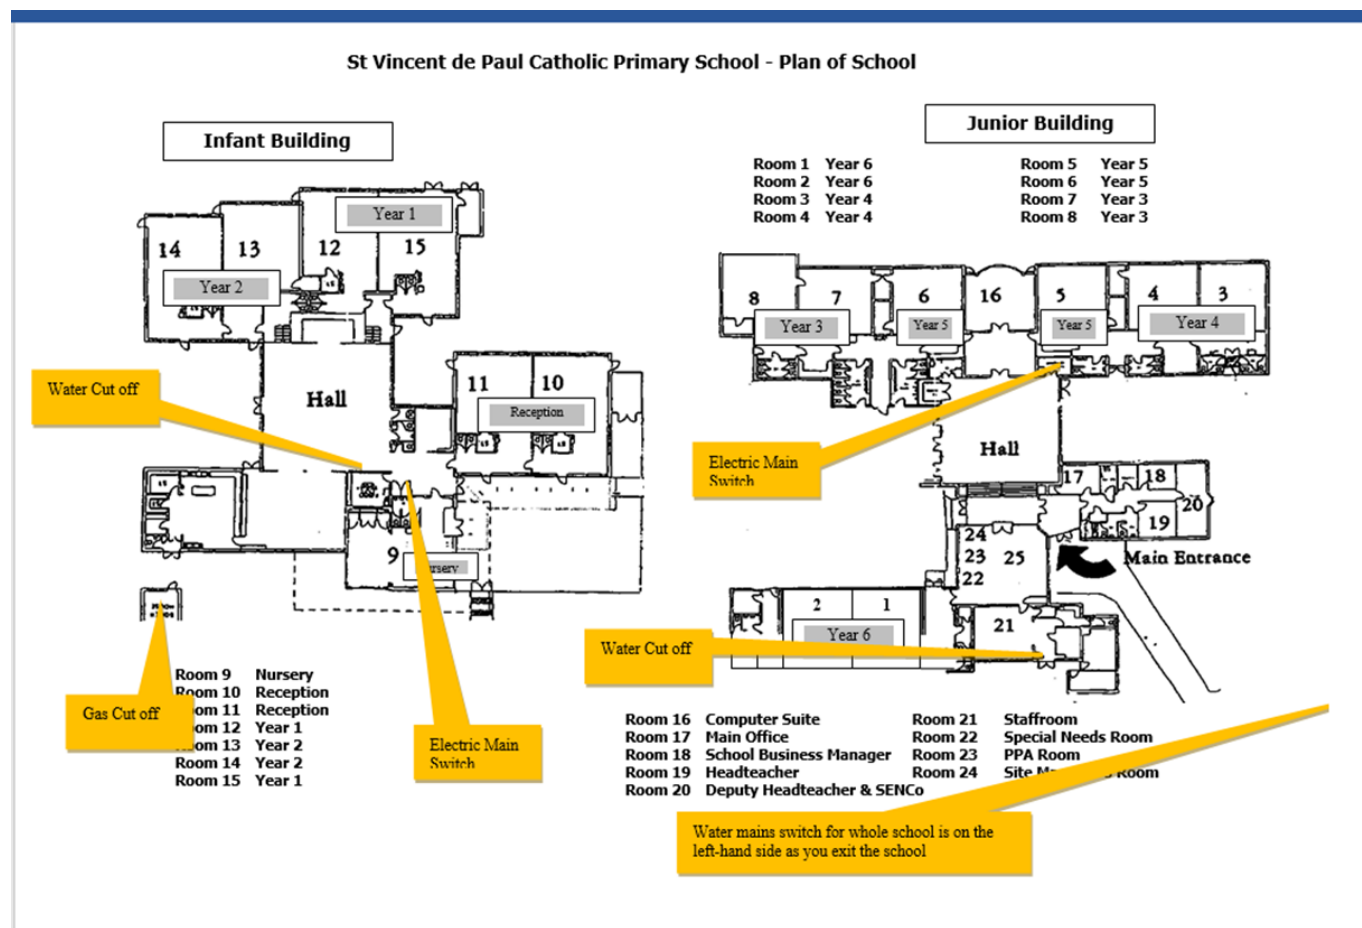 St Vincent de Paul Catholic Primary School - Plan of School
Infant Building
Junior Building
Room 1 Year 6
Room 2 Year 6
Room 3 Year 4
Room 4 Year 4
Room 5 Year 5
Room 6 Year 5
Room 7 Year 3
Room 8 Year 3
Year 1
14
13
12
15
Year 2
Water Cut off
Hall
11
10
Reception
9
Gas Cut off
Electric Main
Switch
Room 9 Nursery
Room 10 Reception
Room 11 Reception
Room 12 Year 1
Room 13 Year 2
Room 14 Year 2
Room 15 Year 1
8
7
6
16
5
4
3
Year 3
Year 5
Year 5
Year 4
Electric Main
Switch
Hall
17
18
20
19
24
23
25
22
Main Entrance
2
1
Year 6
21
Water Cut off
Room 16 Computer Suite
Room 17 Main Office
Room 18 School Business Manager
Room 19 Headteacher
Room 20 Deputy Headteacher & SENCo
Room 21 Staffroom
Room 22 Special Needs Room
Room 23 PPA Room
Room 24 Site Room
Water mains switch for whole school is on the
left-hand side as you exit the school